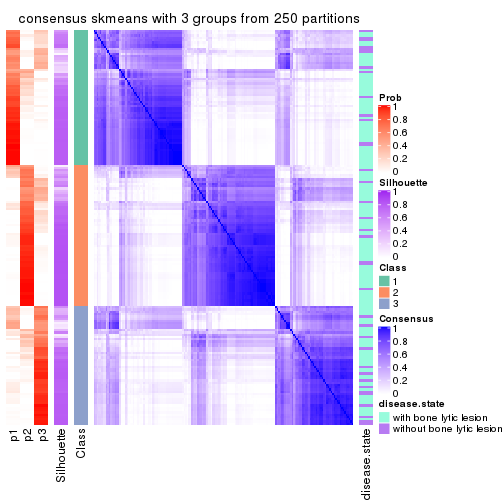 consensus skmeans with 3 groups from 250 partitions
Prob
1
0.8
0.6
0.4
0.2
0
Silhouette
1
0.8
0.6
0.4
0.2
0
Class
1
2
3
Consensus
1
0.8
0.6
0.4
0.2
0
disease.state
with bone lytic lesion
without bone lytic lesion
p1
p2
p3
Silhouette
Class
disease.state